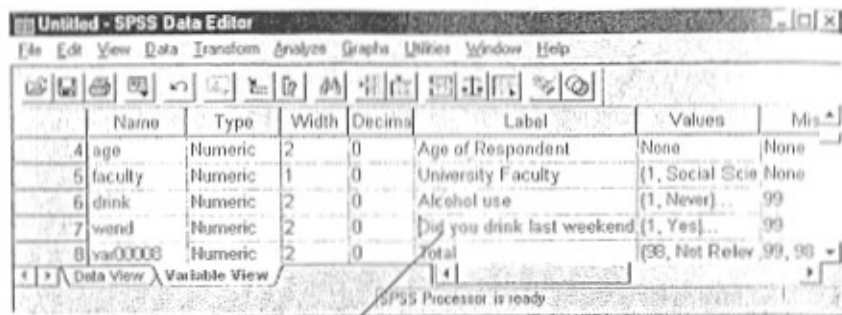 Untitled - SPSS Data Editor
File Edit View Data Transform Analyze Graphs Utilities Window Help
Name Type Width Decima Label Values Mis
4 age Numeric 2 0 Age of Respondent None None
5 faculty Numeric 1 0 University Faculty {1, Social Scie None
6 drink Numeric 2 0 Alcohol use {1, Never}... 99
7 wend Numeric 2 0 Did you drink last weekend {1, Yes}... 99
8 var00008 Numeric 2 0 Total {98, Not Relev 99, 98
Data View Variable View
SPSS Processor is ready